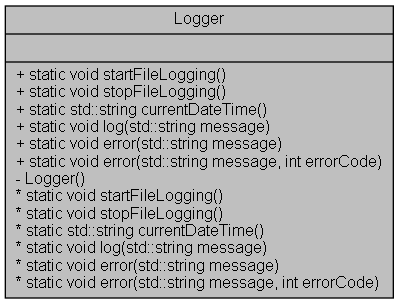 Logger
+ static void startFileLogging()
+ static void stopFileLogging()
+ static std::string currentDateTime()
+ static void log(std::string message)
+ static void error(std::string message)
+ static void error(std::string message, int errorCode)
- Logger()
* static void startFileLogging()
* static void stopFileLogging()
* static std::string currentDateTime()
* static void log(std::string message)
* static void error(std::string message)
* static void error(std::string message, int errorCode)